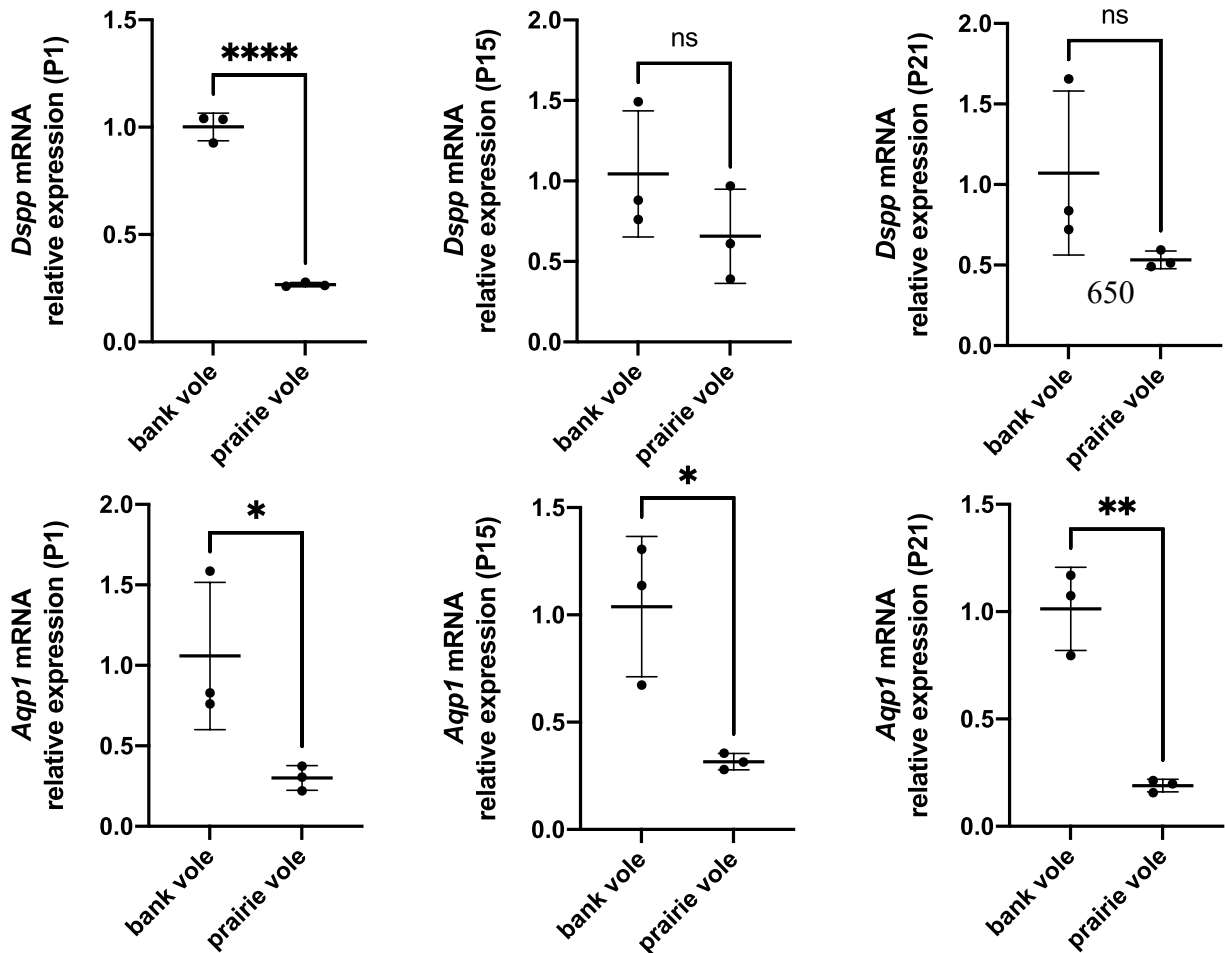 Dspp mRNA
relative expression (P1)
1.5
1.0
0.5
0.0
****
bank vole
prairie vole
Dspp mRNA
relative expression (P15)
2.0
1.5
1.0
0.5
0.0
ns
bank vole
prairie vole
Dspp mRNA
relative expression (P21)
2.0
1.5
1.0
0.5
0.0
ns
650
bank vole
prairie vole
Aqp1 mRNA
relative expression (P1)
2.0
1.5
1.0
0.5
0.0
*
bank vole
prairie vole
Aqp1 mRNA
relative expression (P15)
1.5
1.0
0.5
0.0
*
bank vole
prairie vole
Aqp1 mRNA
relative expression (P21)
1.5
1.0
0.5
0.0
**
bank vole
prairie vole